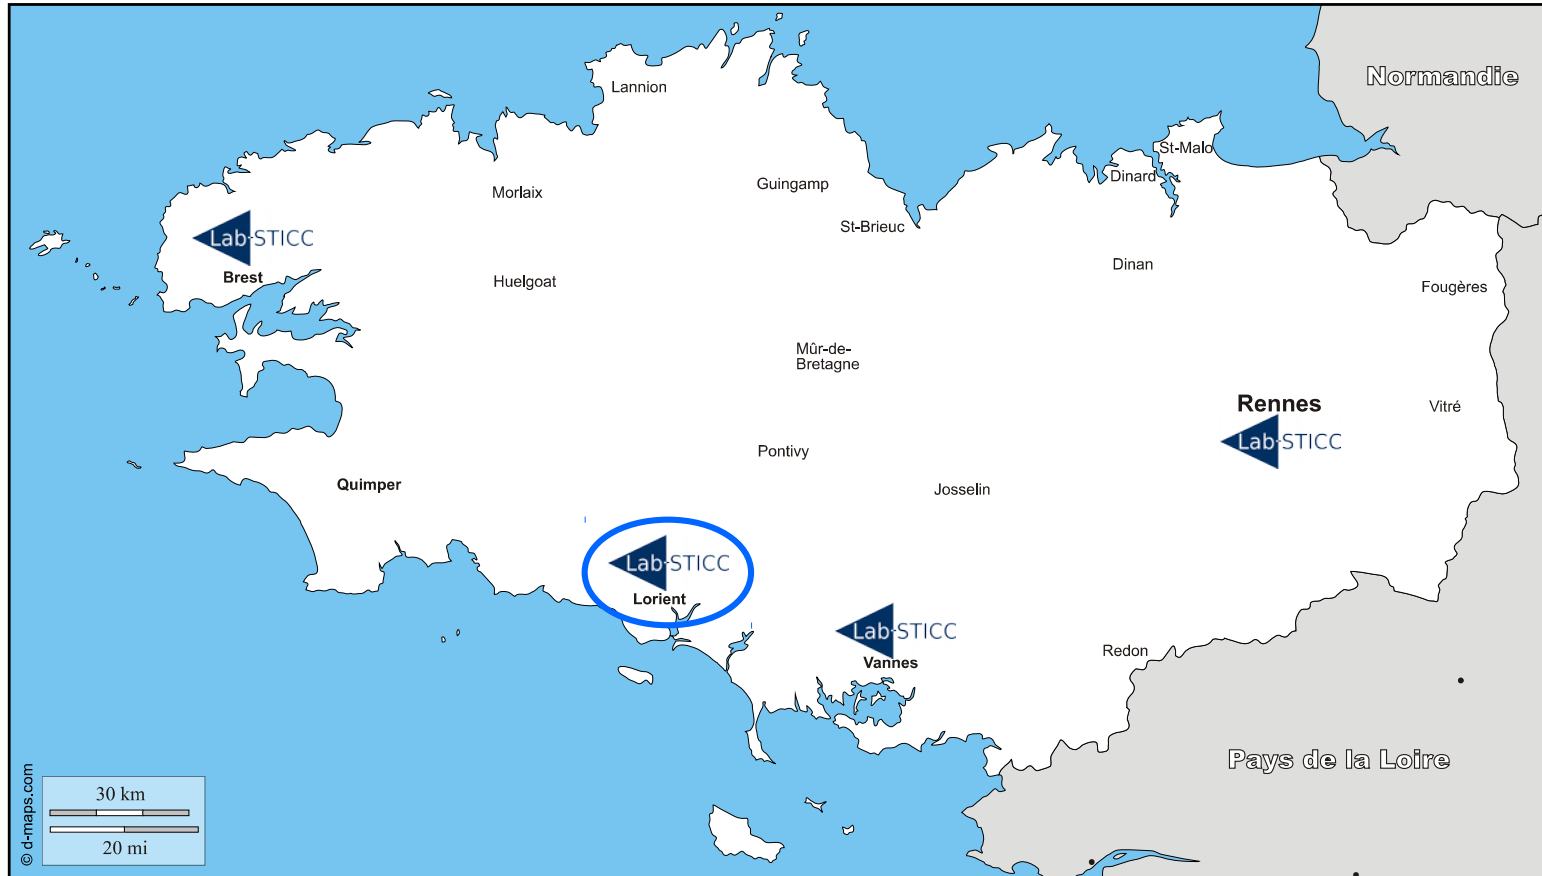 Normandie
Lannion
St-Malo
Dinard
Guingamp
Morlaix
St-Brieuc
Lab-STICC
Brest
Dinan
Huelgoat
Fougères
Mûr-de-
Bretagne
Rennes
Lab-STICC
Vitré
Pontivy
Quimper
Josselin
Lab-STICC
Lorient
Lab-STICC
Vannes
Redon
Pays de la Loire
30 km
20 mi
© d-maps.com